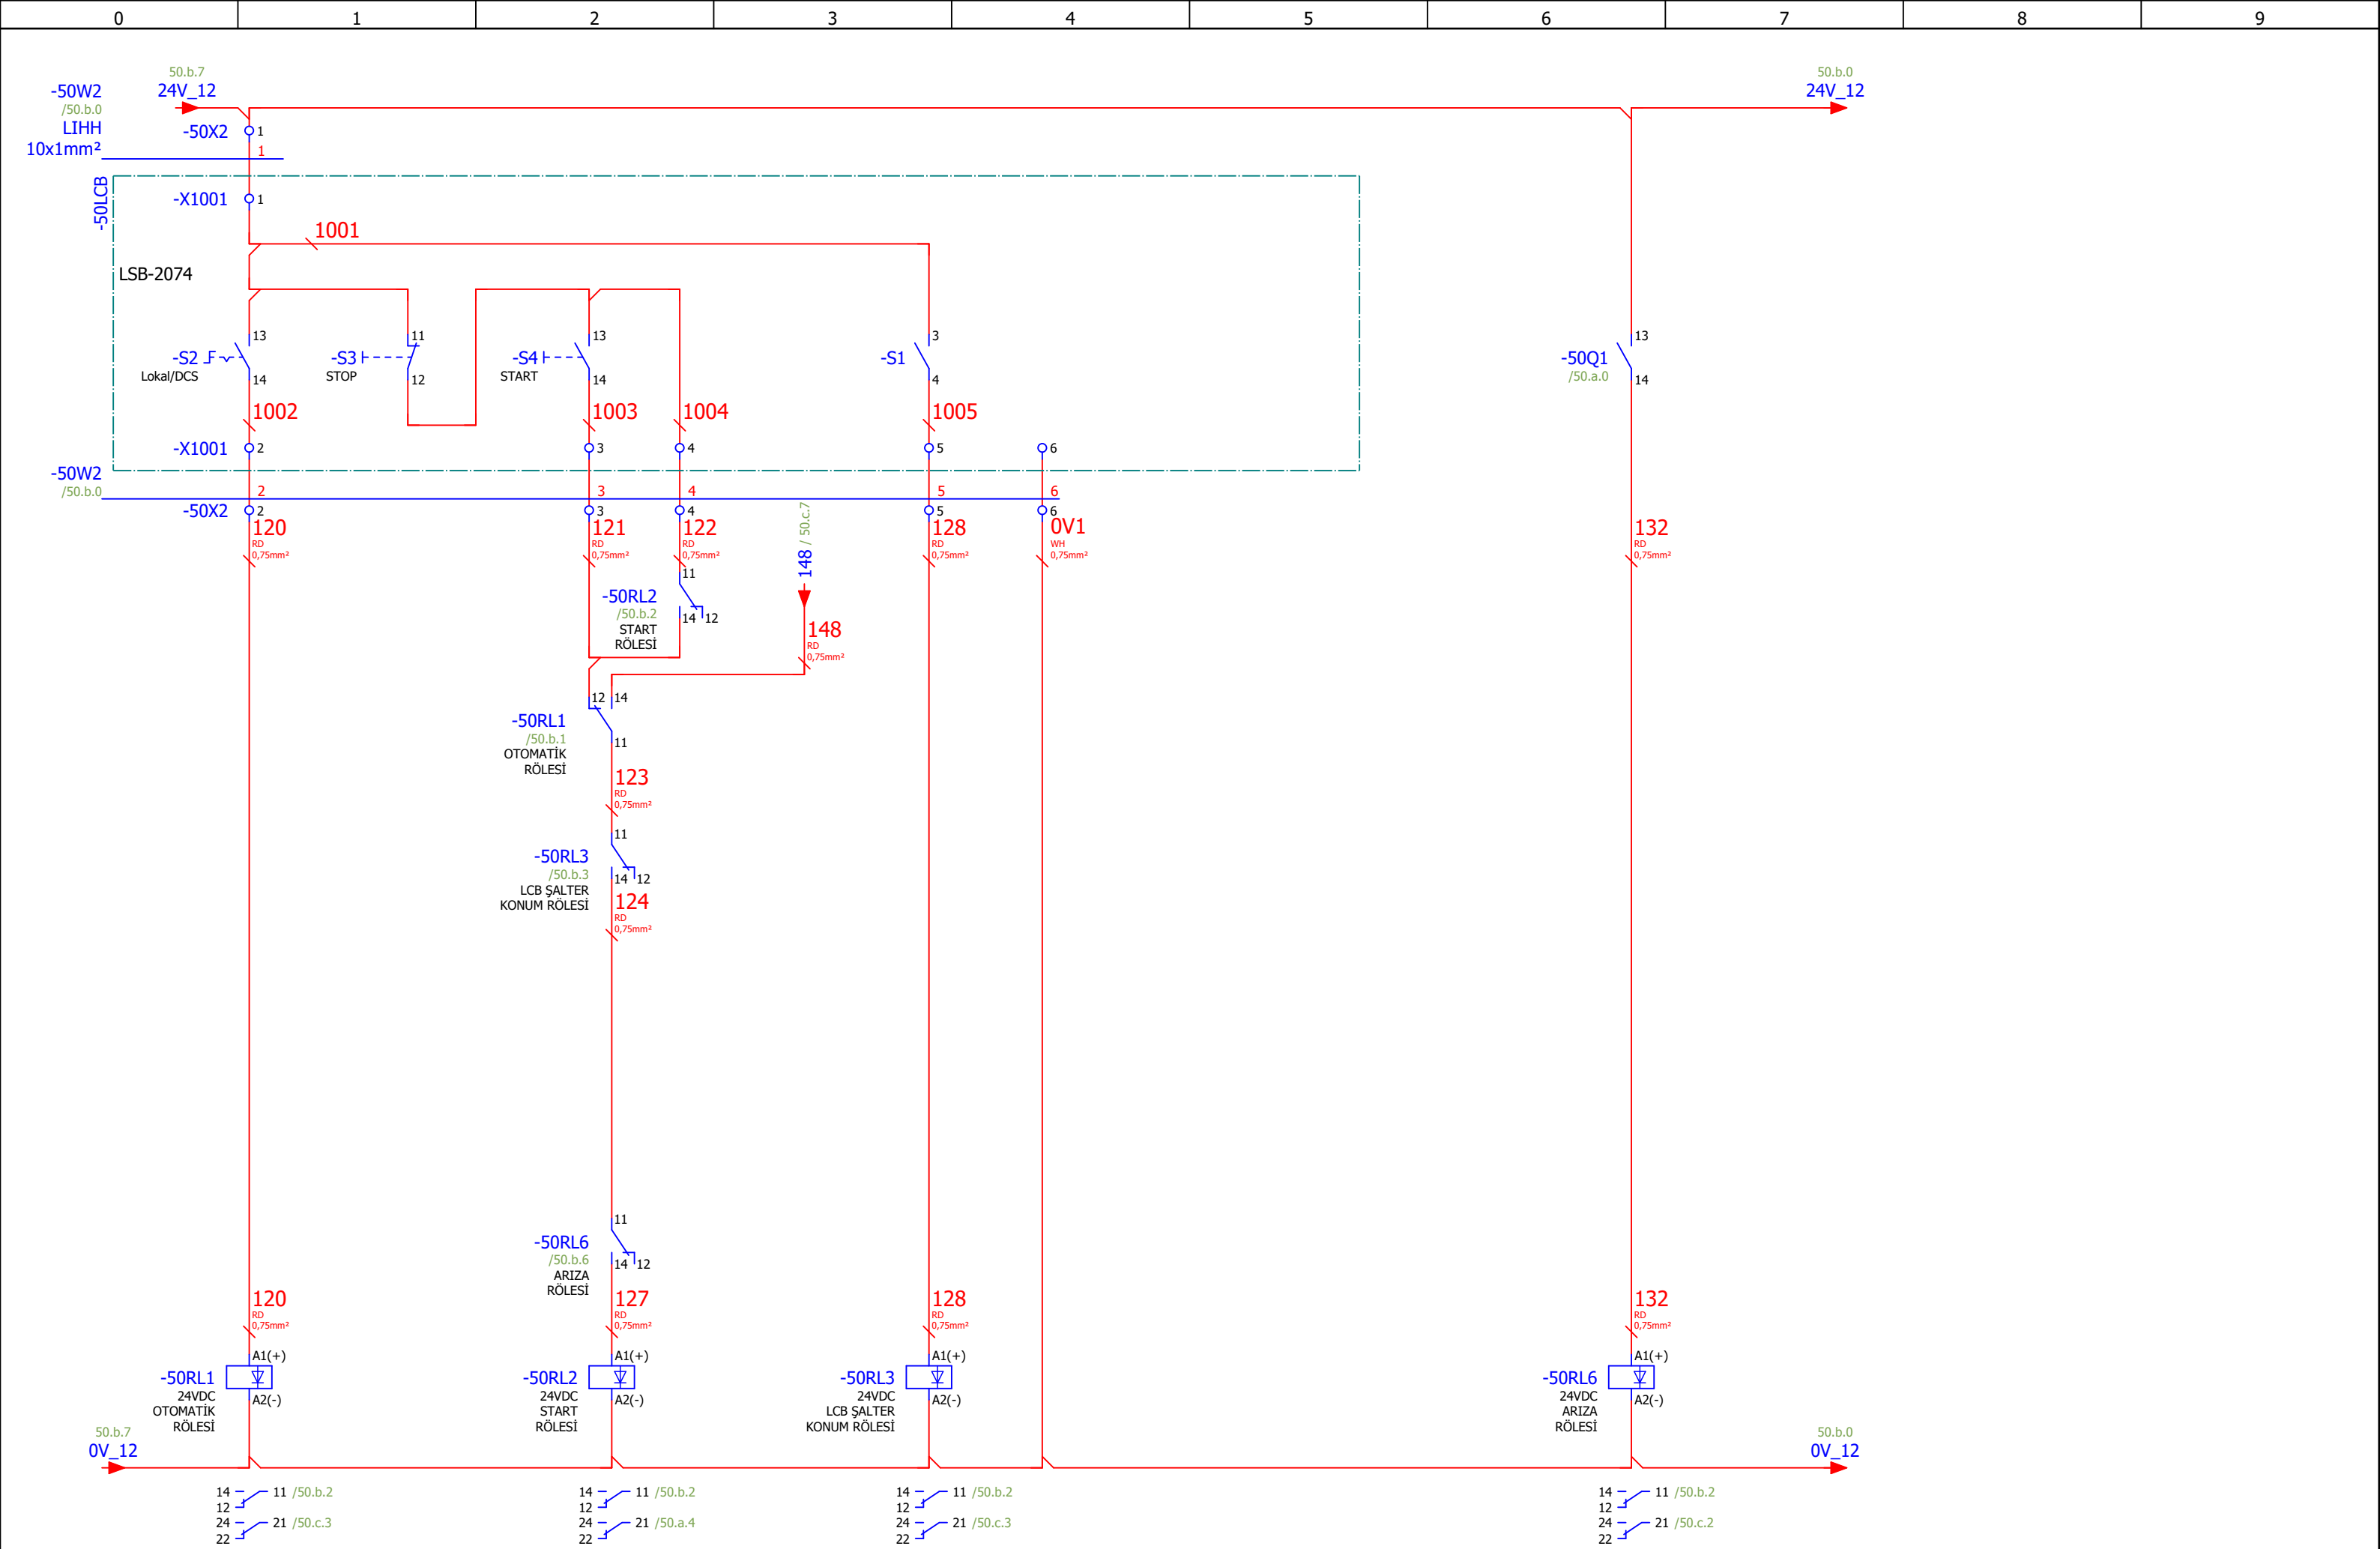 0 1 2 3 4 5 6 7 8 9
50.b.7
24V_12
50.b.0
24V_12
-50W2
/50.b.0
LIHH
10x1mm²
-50X2 1
1
-50LCB
-X1001 1
1001
LSB-2074
-S2
Lokal/DCS
13
14
-S3
STOP
11
12
-S4
START
13
14
-S1
3
4
-50Q1
/50.a.0
13
14
1002
1003
1004
1005
-X1001 2 3 4 5 6
-50W2
/50.b.0
2 3 4 5 6
-50X2 2 3 4 5 6
120
RD
0,75mm²
121
RD
0,75mm²
122
RD
0,75mm²
148 / 50.c.7
128
RD
0,75mm²
0V1
WH
0,75mm²
132
RD
0,75mm²
-50RL2
/50.b.2
START
RÖLESİ
11
14 12
148
RD
0,75mm²
-50RL1
/50.b.1
OTOMATİK
RÖLESİ
12 14
11
123
RD
0,75mm²
-50RL3
/50.b.3
LCB ŞALTER
KONUM RÖLESİ
11
14 12
124
RD
0,75mm²
-50RL6
/50.b.6
ARIZA
RÖLESİ
11
14 12
120
RD
0,75mm²
127
RD
0,75mm²
128
RD
0,75mm²
132
RD
0,75mm²
-50RL1
24VDC
OTOMATİK
RÖLESİ
A1(+)
A2(-)
-50RL2
24VDC
START
RÖLESİ
A1(+)
A2(-)
-50RL3
24VDC
LCB ŞALTER
KONUM RÖLESİ
A1(+)
A2(-)
-50RL6
24VDC
ARIZA
RÖLESİ
A1(+)
A2(-)
50.b.7
0V_12
50.b.0
0V_12
14 11 /50.b.2
12
24 21 /50.c.3
22
14 11 /50.b.2
12
24 21 /50.a.4
22
14 11 /50.b.2
12
24 21 /50.c.3
22
14 11 /50.b.2
12
24 21 /50.c.2
22